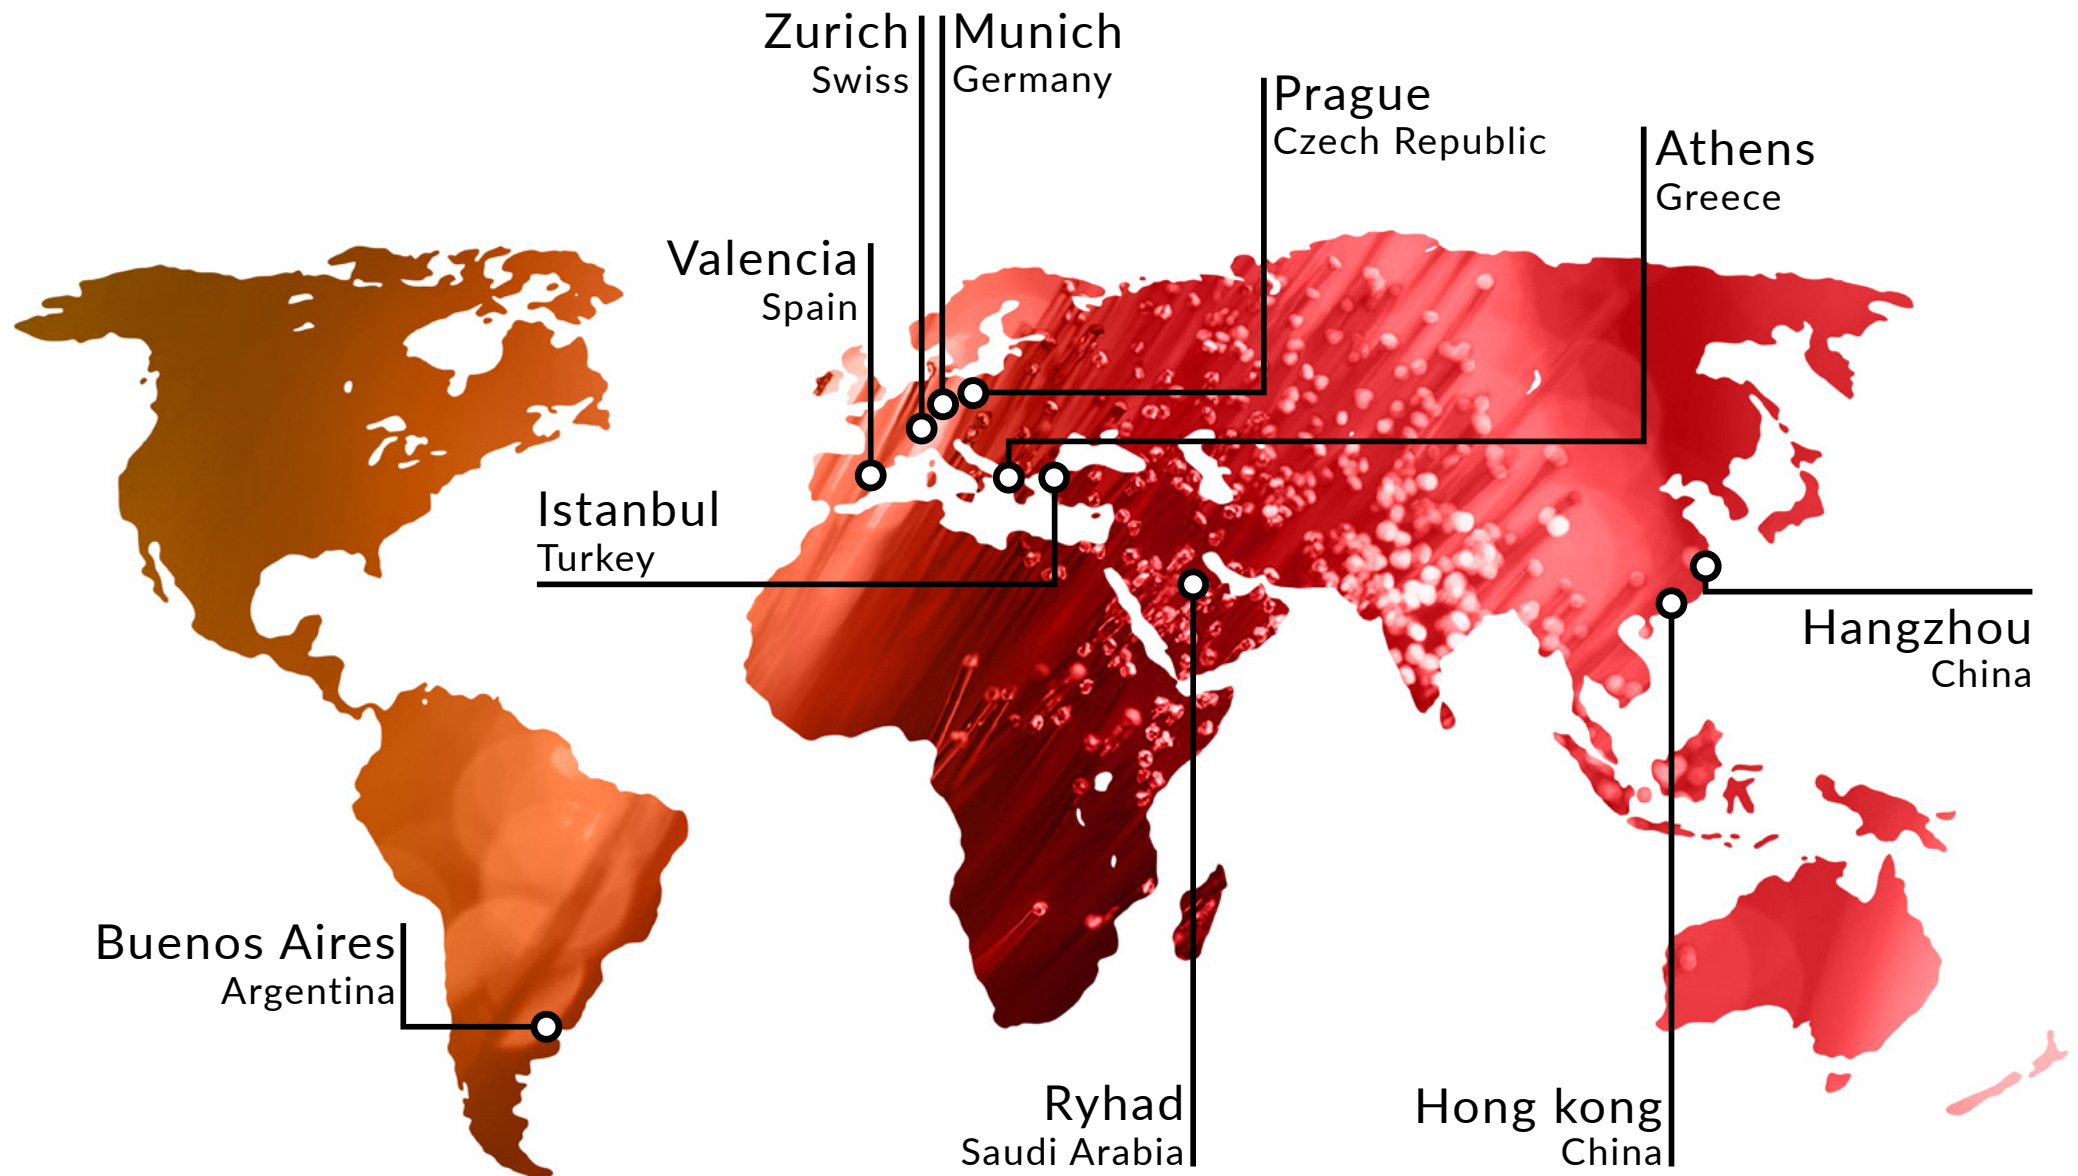 Zurich
Swiss
Munich
Germany
Prague
Czech Republic
Athens
Greece
Valencia
Spain
Istanbul
Turkey
Hangzhou
China
Buenos Aires
Argentina
Ryhad
Saudi Arabia
Hong kong
China